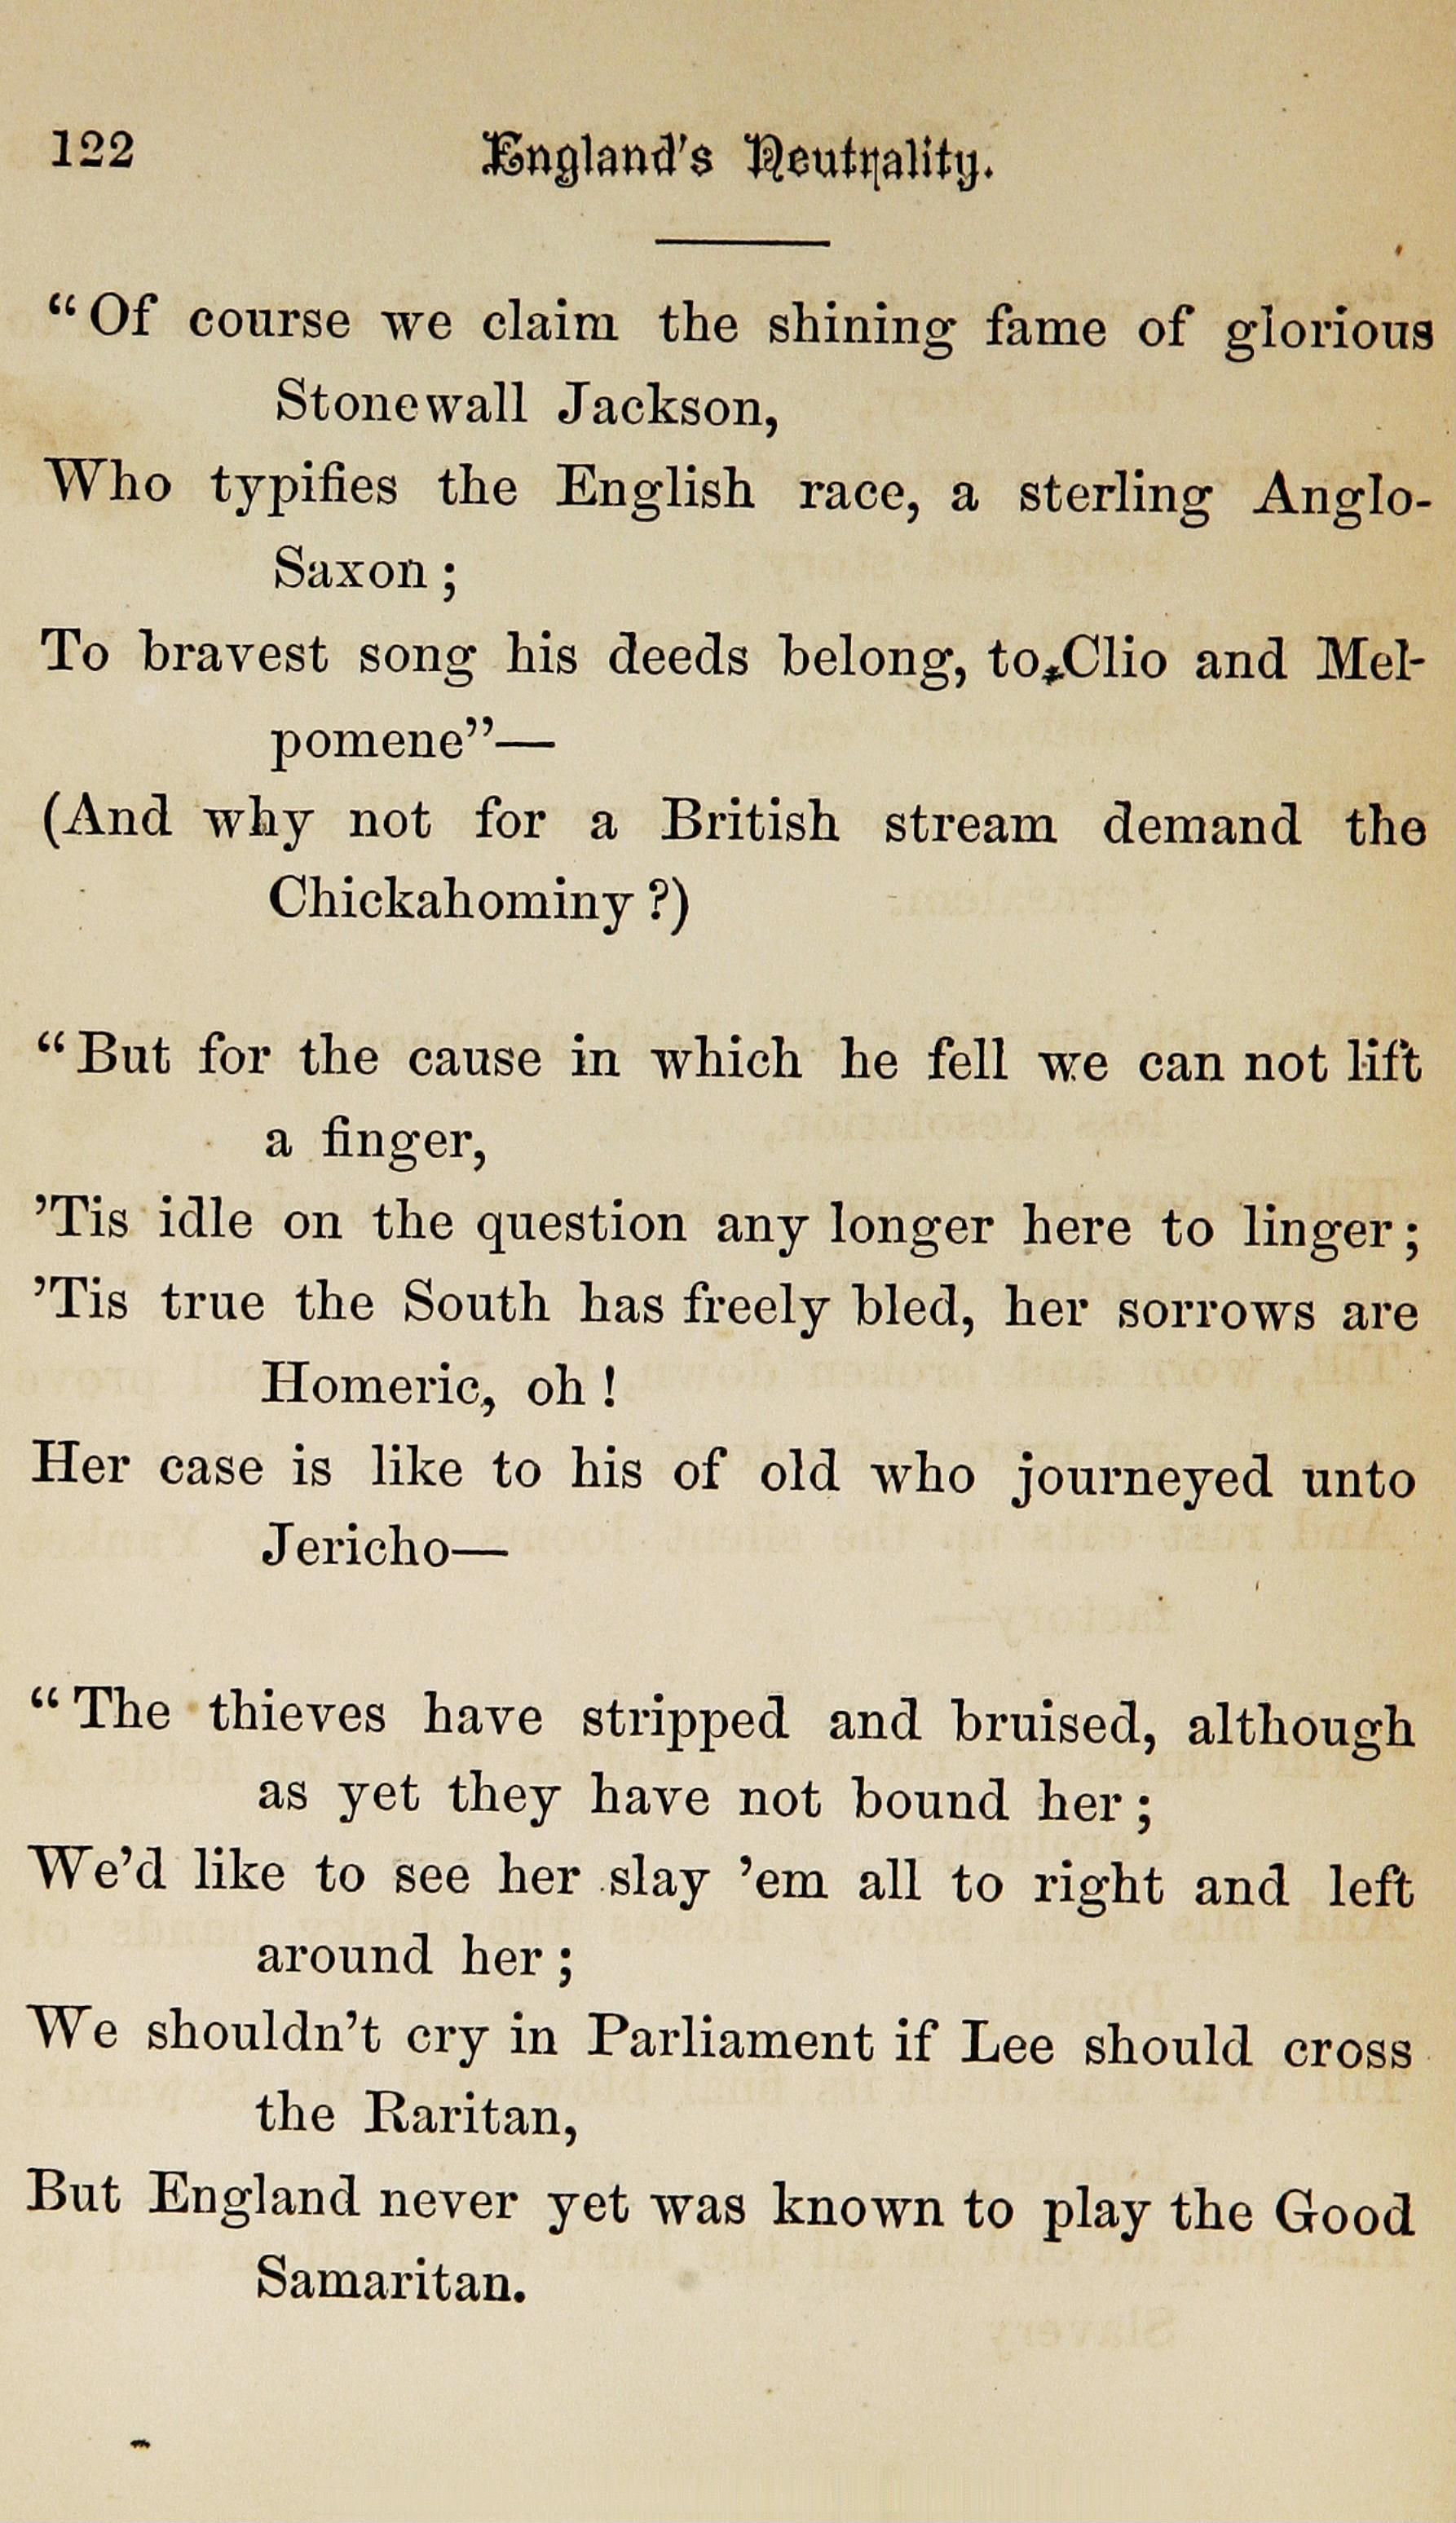 122 England's Neutrality.
“Of course we claim the shining fame of glorious
Stonewall Jackson,
Who typifies the English race, a sterling Anglo-
Saxon;
To bravest song his deeds belong, to Clio and Mel-
pomene”—
(And why not for a British stream demand the
Chickahominy?)
“But for the cause in which he fell we can not lift
a finger,
’Tis idle on the question any longer here to linger;
’Tis true the South has freely bled, her sorrows are
Homeric, oh!
Her case is like to his of old who journeyed unto
Jericho—
“The thieves have stripped and bruised, although
as yet they have not bound her;
We’d like to see her slay ’em all to right and left
around her;
We shouldn’t cry in Parliament if Lee should cross
the Raritan,
But England never yet was known to play the Good
Samaritan.